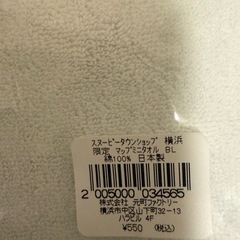 ｽﾇｰﾋﾟｰﾀｳﾝｼｮｯﾌﾟ 横浜
限定 ﾏｯﾌﾟﾐﾆﾀｵﾙ BL
綿100% 日本製
2 005000 034565
株式会社 元町ﾌｧｸﾄﾘｰ
横浜市中区山下町32-13
ﾊﾗﾋﾞﾙ 4F
¥550 (税込)